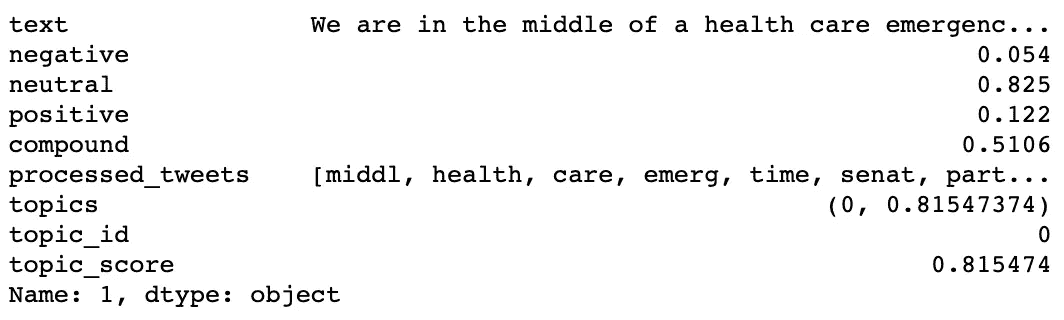 text We are in the middle of a health care emergenc...
negative 0.054
neutral 0.825
positive 0.122
compound 0.5106
processed_tweets [middl, health, care, emerg, time, senat, part...
topics (0, 0.81547374)
topic_id 0
topic_score 0.815474
Name: 1, dtype: object